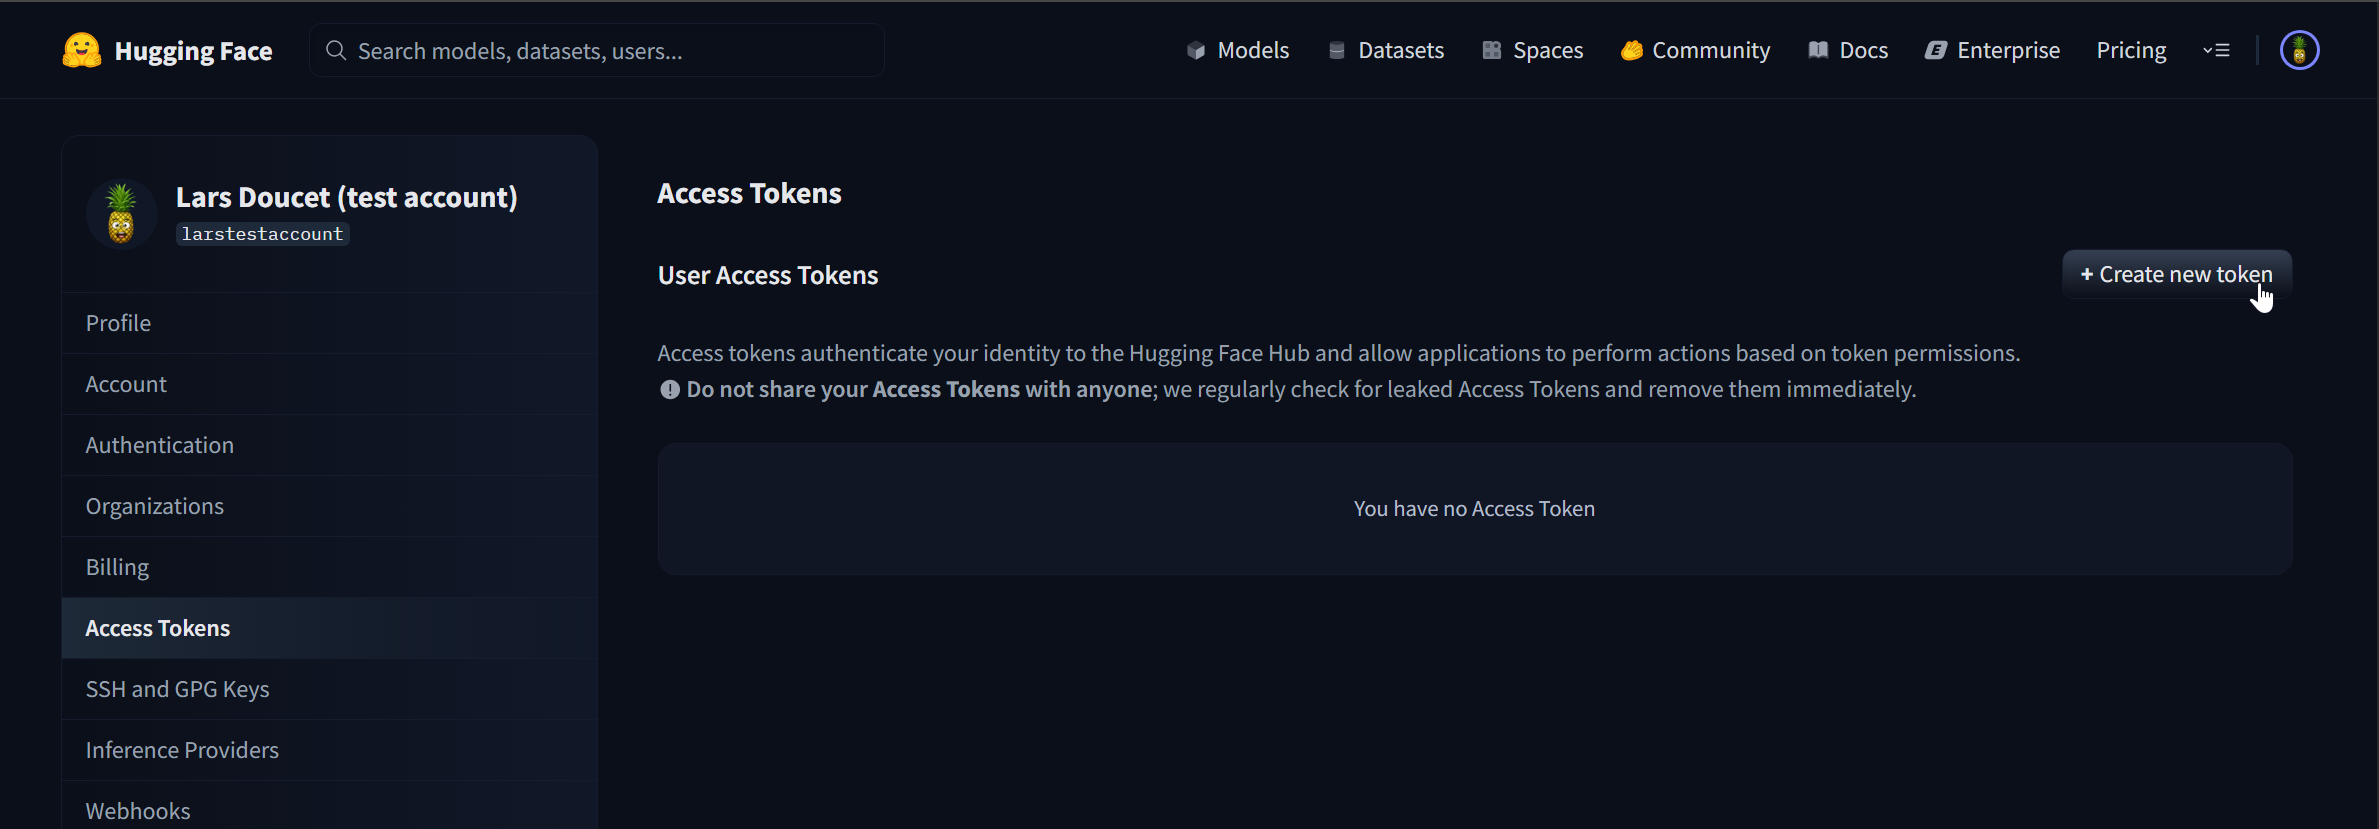 Hugging Face
Search models, datasets, users...
Models
Datasets
Spaces
Community
Docs
Enterprise
Pricing
Lars Doucet (test account)
larstestaccount
Profile
Account
Authentication
Organizations
Billing
Access Tokens
SSH and GPG Keys
Inference Providers
Webhooks
Access Tokens
User Access Tokens
+ Create new token
Access tokens authenticate your identity to the Hugging Face Hub and allow applications to perform actions based on token permissions.
Do not share your Access Tokens with anyone; we regularly check for leaked Access Tokens and remove them immediately.
You have no Access Token